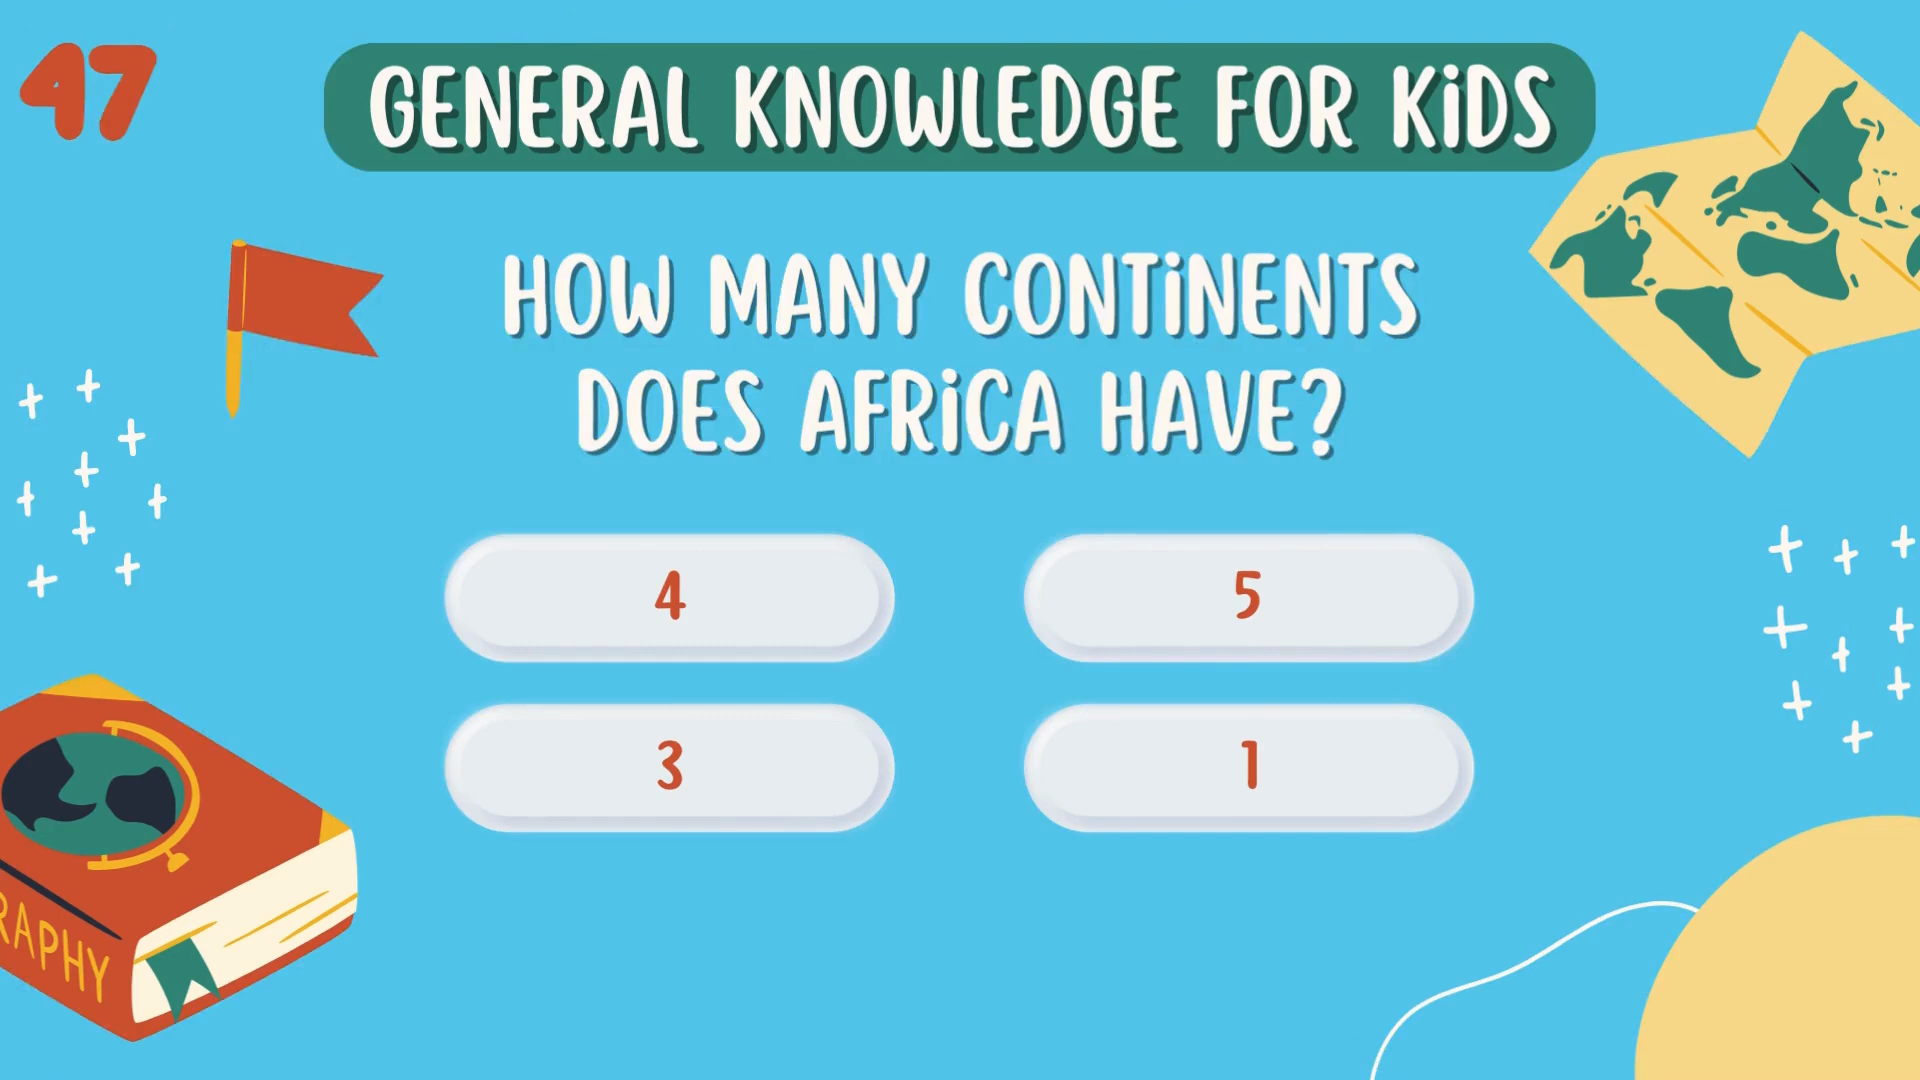 47
GENERAL KNOWLEDGE FOR KiDS
HOW MANY CONTiNENTS
DOES AFRiCA HAVE?
4
5
3
1
RAPHY